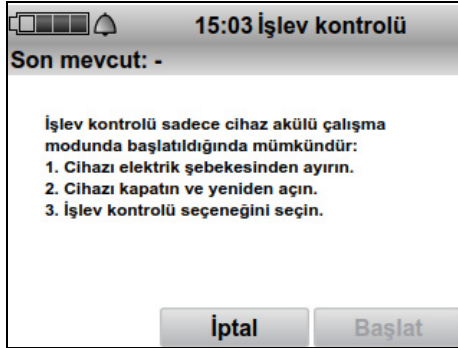 15:03 İşlev kontrolü
Son mevcut: -
İşlev kontrolü sadece cihaz akülü çalışma
modunda başlatıldığında mümkündür:
1. Cihazı elektrik şebekesinden ayırın.
2. Cihazı kapatın ve yeniden açın.
3. İşlev kontrolü seçeneğini seçin.
İptal
Başlat